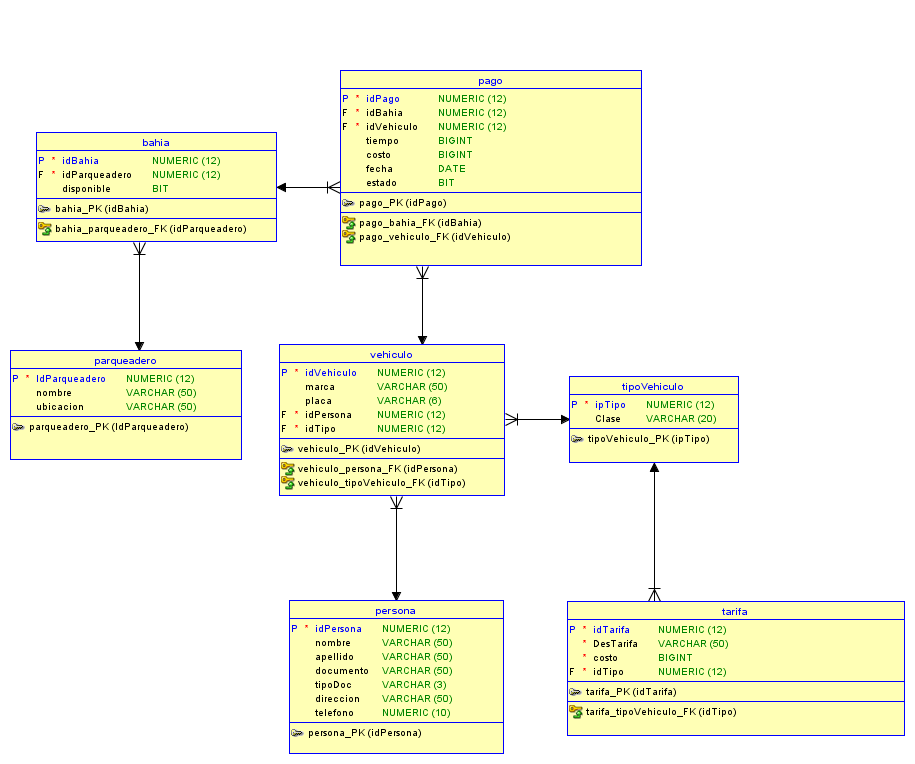 pago
P * idPago NUMERIC (12)
F * idBahia NUMERIC (12)
F * idVehiculo NUMERIC (12)
tiempo BIGINT
costo BIGINT
fecha DATE
estado BIT
pago_PK (idPago)
pago_bahia_FK (idBahia)
pago_vehiculo_FK (idVehiculo)
bahia
P * idBahia NUMERIC (12)
F * idParqueadero NUMERIC (12)
disponible BIT
bahia_PK (idBahia)
bahia_parqueadero_FK (idParqueadero)
parqueadero
P * IdParqueadero NUMERIC (12)
nombre VARCHAR (50)
ubicacion VARCHAR (50)
parqueadero_PK (IdParqueadero)
vehiculo
P * idVehiculo NUMERIC (12)
marca VARCHAR (50)
placa VARCHAR (6)
F * idPersona NUMERIC (12)
F * idTipo NUMERIC (12)
vehiculo_PK (idVehiculo)
vehiculo_persona_FK (idPersona)
vehiculo_tipoVehiculo_FK (idTipo)
tipoVehiculo
P * ipTipo NUMERIC (12)
Clase VARCHAR (20)
tipoVehiculo_PK (ipTipo)
persona
P * idPersona NUMERIC (12)
nombre VARCHAR (50)
apellido VARCHAR (50)
documento VARCHAR (50)
tipoDoc VARCHAR (3)
direccion VARCHAR (50)
telefono NUMERIC (10)
persona_PK (idPersona)
tarifa
P * idTarifa NUMERIC (12)
* DesTarifa VARCHAR (50)
* costo BIGINT
F * idTipo NUMERIC (12)
tarifa_PK (idTarifa)
tarifa_tipoVehiculo_FK (idTipo)